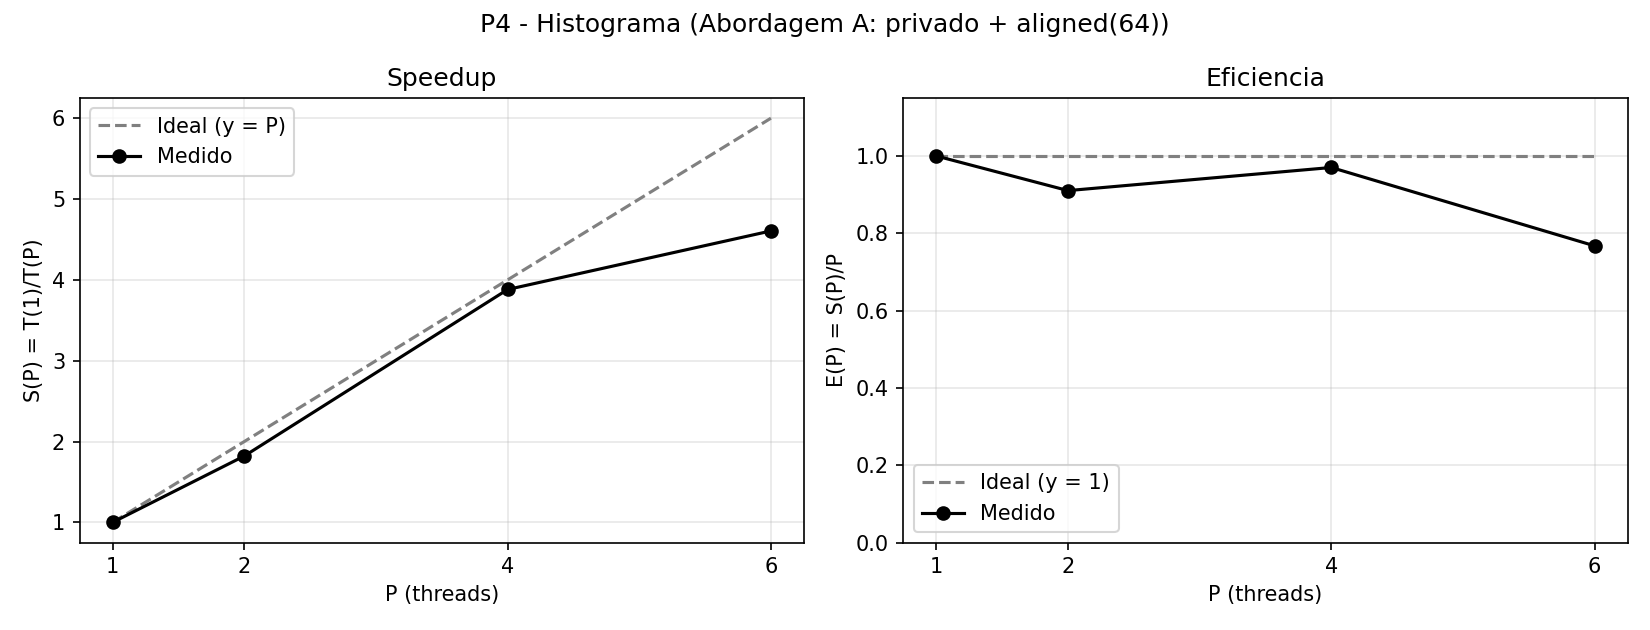 P4 - Histograma (Abordagem A: privado + aligned(64))
Speedup
S(P) = T(1)/T(P)
6
5
4
3
2
1
Ideal (y = P)
Medido
1 2 4 6
P (threads)
Eficiencia
E(P) = S(P)/P
1.0
0.8
0.6
0.4
0.2
0.0
Ideal (y = 1)
Medido
1 2 4 6
P (threads)